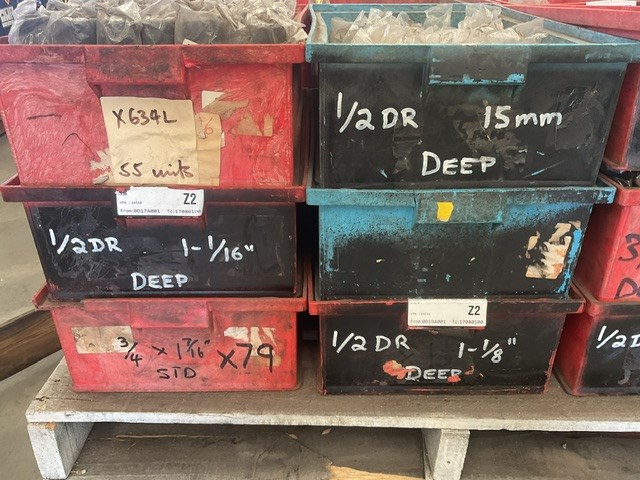 X634L
55 units
1/2 DR 15mm
DEEP
Z2
1/2 DR 1-1/16"
DEEP
3/4 x 1 7/16" x79
STD
Z2
1/2 DR 1-1/8"
DEEP